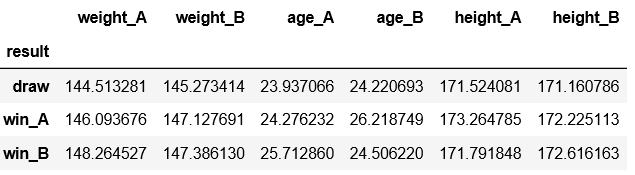 weight_A weight_B age_A age_B height_A height_B
result
draw 144.513281 145.273414 23.937066 24.220693 171.524081 171.160786
win_A 146.093676 147.127691 24.276232 26.218749 173.264785 172.225113
win_B 148.264527 147.386130 25.712860 24.506220 171.791848 172.616163